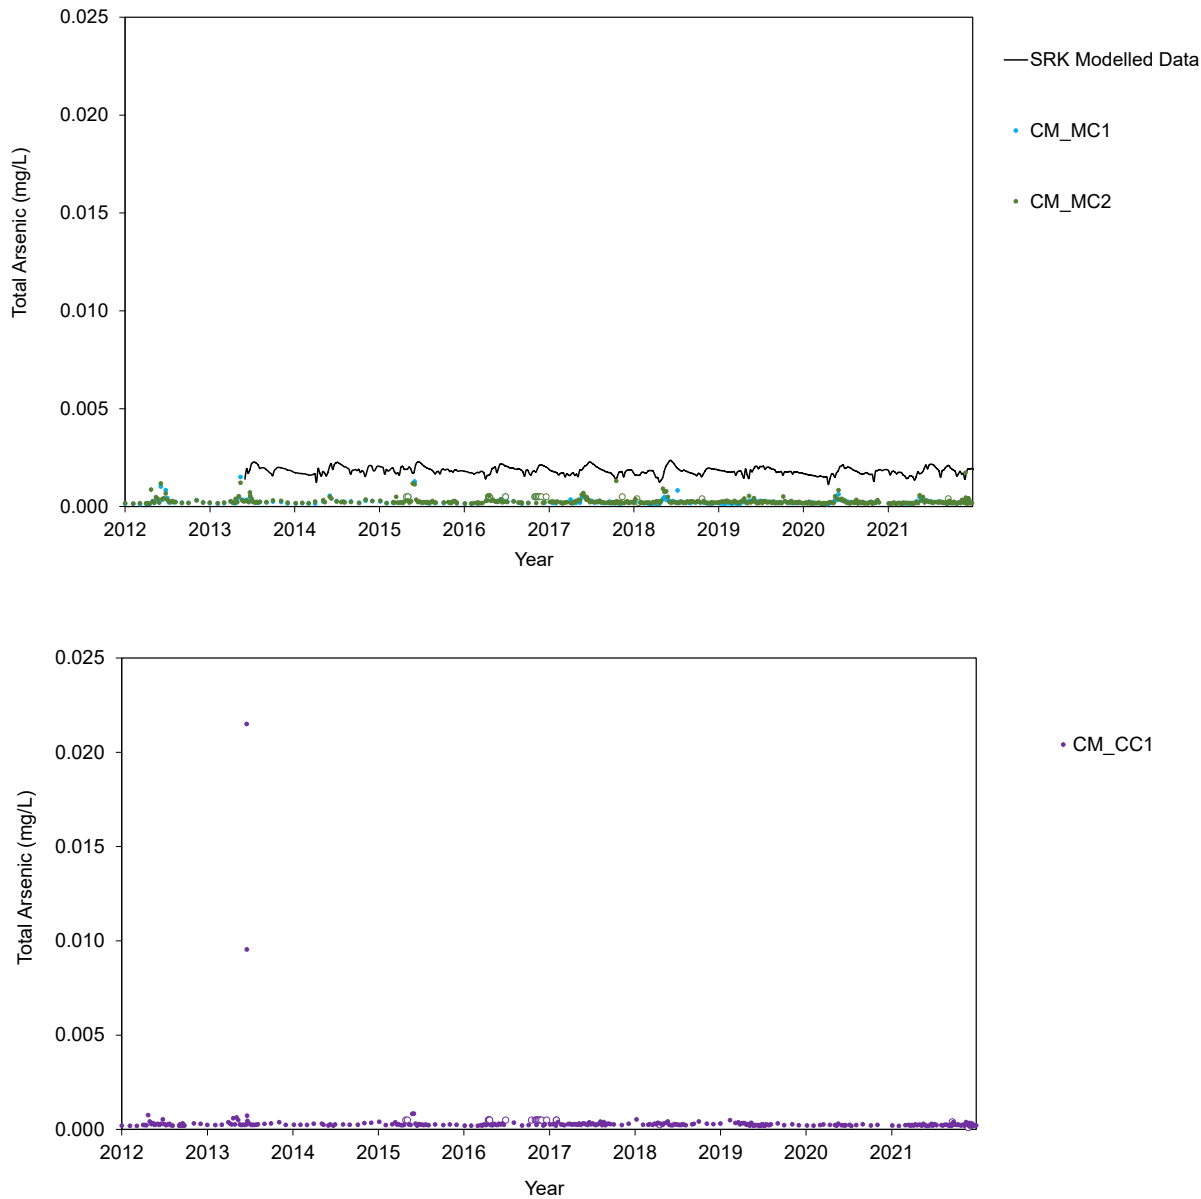 0.025
0.020
0.015
0.010
0.005
0.000
Total Arsenic (mg/L)
2012 2013 2014 2015 2016 2017 2018 2019 2020 2021
Year
SRK Modelled Data
CM_MC1
CM_MC2
0.025
0.020
0.015
0.010
0.005
0.000
Total Arsenic (mg/L)
2012 2013 2014 2015 2016 2017 2018 2019 2020 2021
Year
CM_CC1